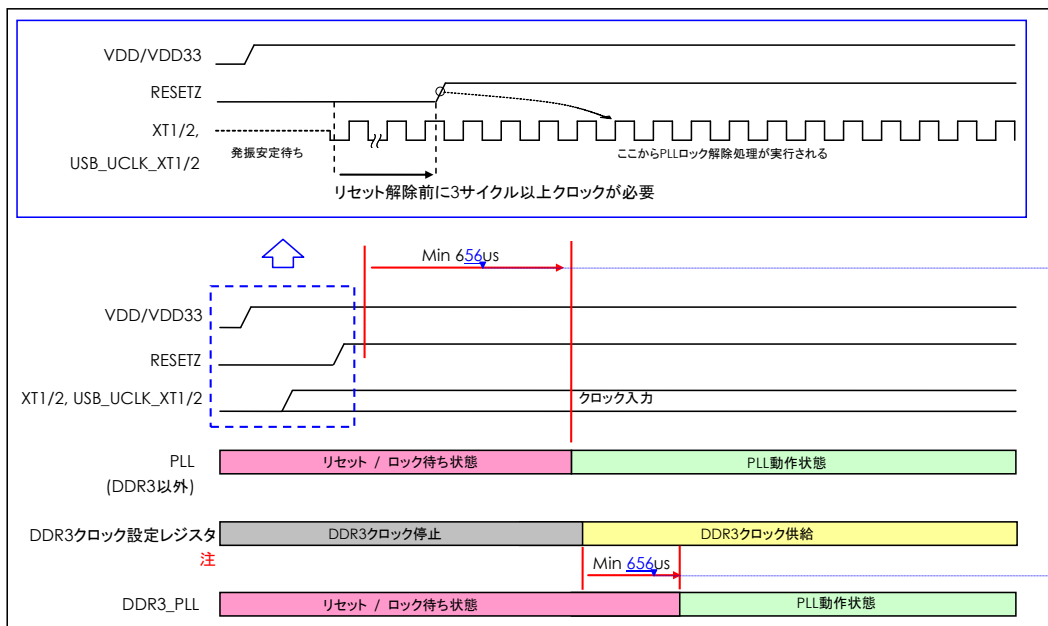 VDD/VDD33
RESETZ
XT1/2,
USB_UCLK_XT1/2
発振安定待ち
ここからPLLロック解除処理が実行される
リセット解除前に3サイクル以上クロックが必要
Min 656us
VDD/VDD33
RESETZ
XT1/2, USB_UCLK_XT1/2
クロック入力
PLL
(DDR3以外)
リセット / ロック待ち状態
PLL動作状態
DDR3クロック設定レジスタ
注
DDR3クロック停止
DDR3クロック供給
Min 656us
DDR3_PLL
リセット / ロック待ち状態
PLL動作状態